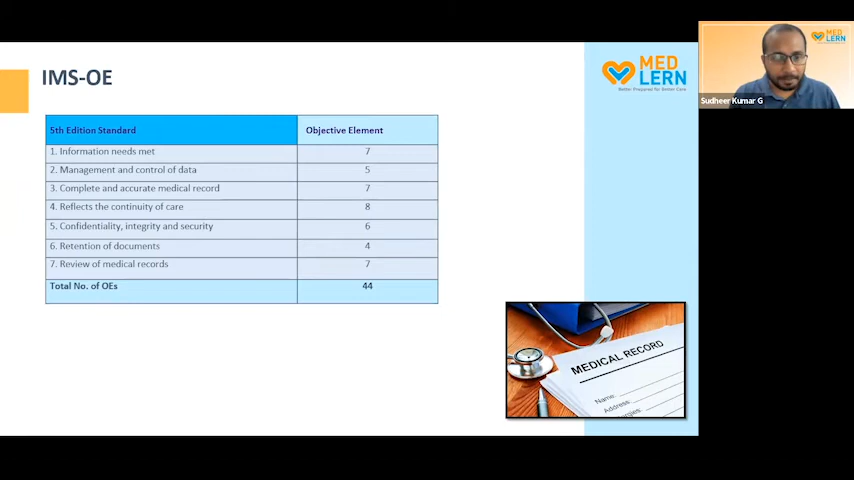 IMS-OE
5th Edition Standard Objective Element
1. Information needs met 7
2. Management and control of data 5
3. Complete and accurate medical record 7
4. Reflects the continuity of care 8
5. Confidentiality, integrity and security 6
6. Retention of documents 4
7. Review of medical records 7
Total No. of OEs 44
MED
LERN
Better Prepared for Better Care
MEDICAL RECORD
Name:
Address:
MED
LERN
Sudheer Kumar G